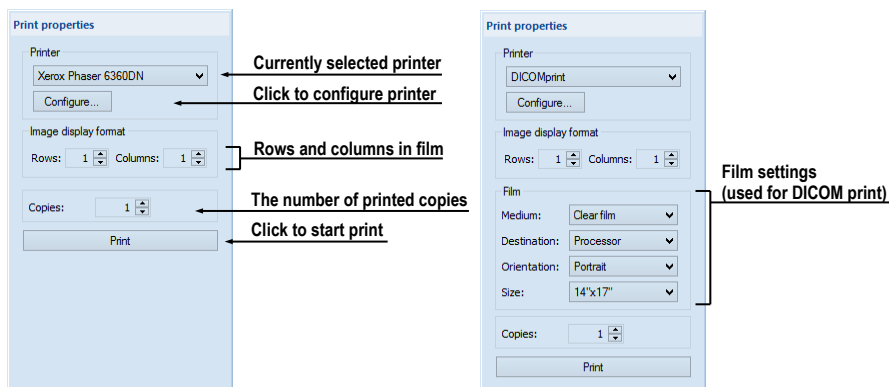 Print properties
Printer
Xerox Phaser 6360DN
Configure...
Image display format
Rows: 1 Columns: 1
Copies: 1
Print
Currently selected printer
Click to configure printer
Rows and columns in film
The number of printed copies
Click to start print
Print properties
Printer
DICOMprint
Configure...
Image display format
Rows: 1 Columns: 1
Film
Medium: Clear film
Destination: Processor
Orientation: Portrait
Size: 14"x17"
Copies: 1
Print
Film settings
(used for DICOM print)